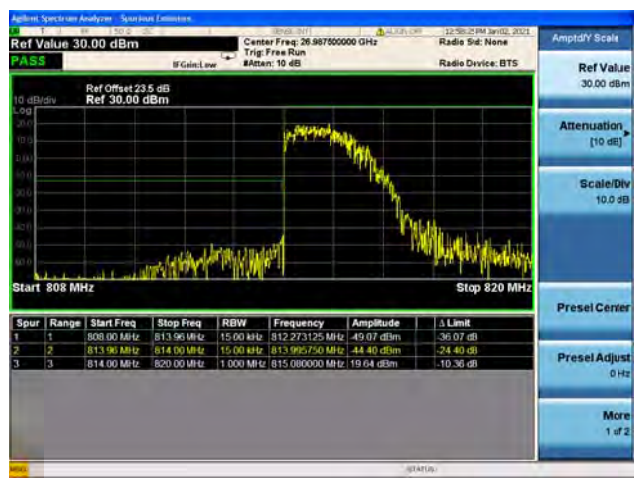 Agilent Spectrum Analyzer - Spurious Emissions
12:58:25 PM Jan 02, 2021
Ref Value 30.00 dBm
Center Freq: 26.987500000 GHz
Radio Std: None
Trig: Free Run
PASS
IFGain:Low
#Atten: 10 dB
Radio Device: BTS
Ref Offset 23.5 dB
10 dB/div
Ref 30.00 dBm
Log
Start 808 MHz
Stop 820 MHz
Spur Range Start Freq Stop Freq RBW Frequency Amplitude Δ Limit
1 1 808.00 MHz 813.96 MHz 15.00 kHz 812.273125 MHz -49.07 dBm -36.07 dB
2 2 813.96 MHz 814.00 MHz 15.00 kHz 813.995750 MHz -44.40 dBm -24.40 dB
3 3 814.00 MHz 820.00 MHz 1.000 MHz 815.080000 MHz 19.64 dBm -10.36 dB
Amptd/Y Scale
Ref Value
30.00 dBm
Attenuation
[10 dB]
Scale/Div
10.0 dB
Presel Center
Presel Adjust
0 Hz
More
1 of 2
MSG
STATUS